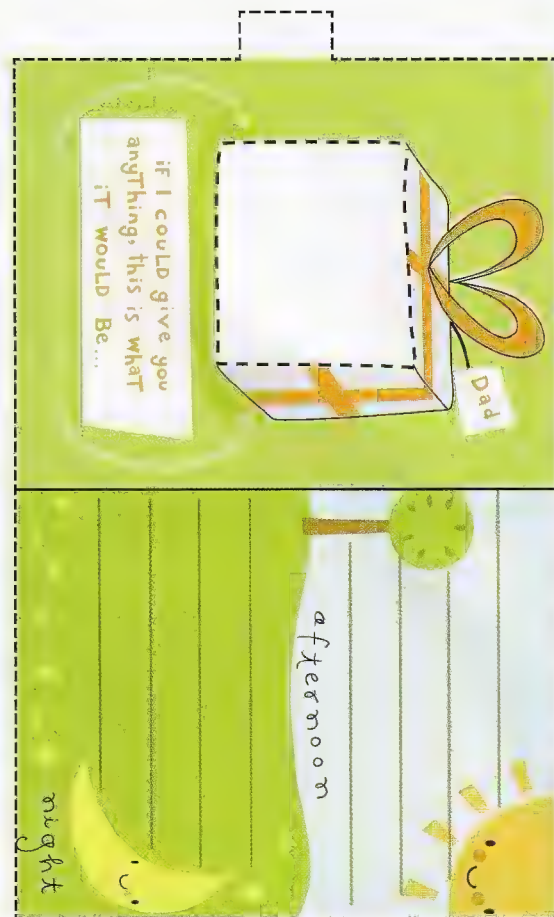 Dad
if I could give you
anything, this is what
it would be...
afternoon
night